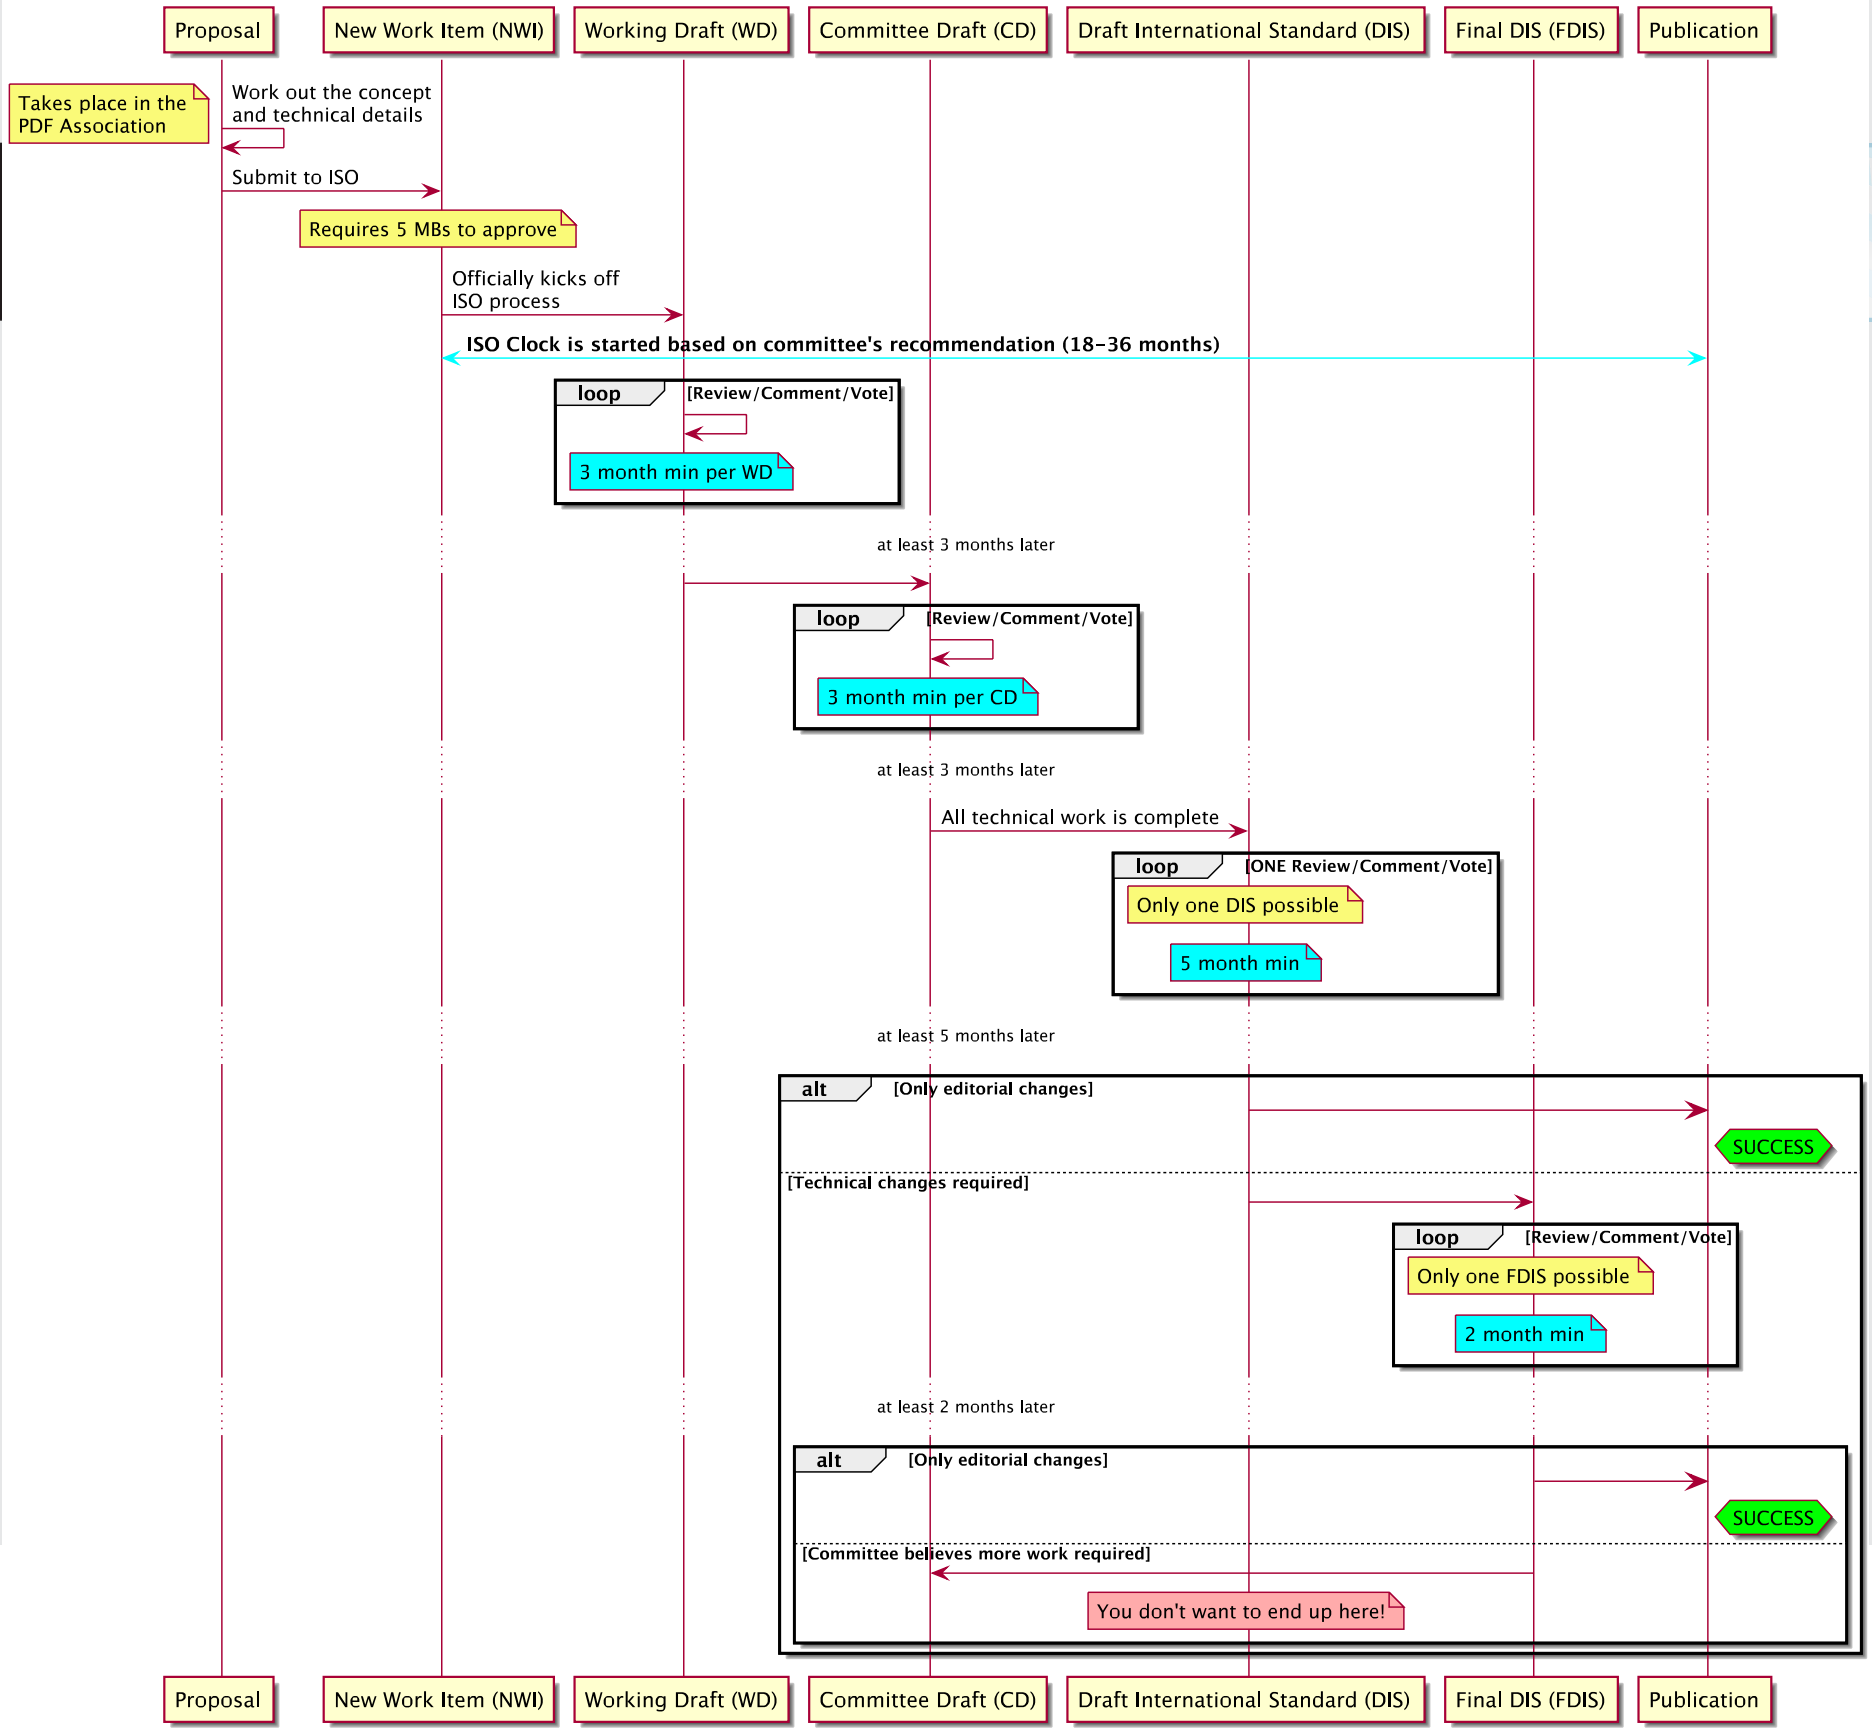 Proposal
New Work Item (NWI)
Working Draft (WD)
Committee Draft (CD)
Draft International Standard (DIS)
Final DIS (FDIS)
Publication
Takes place in the
PDF Association
Work out the concept
and technical details
Submit to ISO
Requires 5 MBs to approve
Officially kicks off
ISO process
ISO Clock is started based on committee's recommendation (18-36 months)
loop
[Review/Comment/Vote]
3 month min per WD
at least 3 months later
loop
[Review/Comment/Vote]
3 month min per CD
at least 3 months later
All technical work is complete
loop
[ONE Review/Comment/Vote]
Only one DIS possible
5 month min
at least 5 months later
alt
[Only editorial changes]
SUCCESS
[Technical changes required]
loop
[Review/Comment/Vote]
Only one FDIS possible
2 month min
at least 2 months later
alt
[Only editorial changes]
SUCCESS
[Committee believes more work required]
You don't want to end up here!
Proposal
New Work Item (NWI)
Working Draft (WD)
Committee Draft (CD)
Draft International Standard (DIS)
Final DIS (FDIS)
Publication